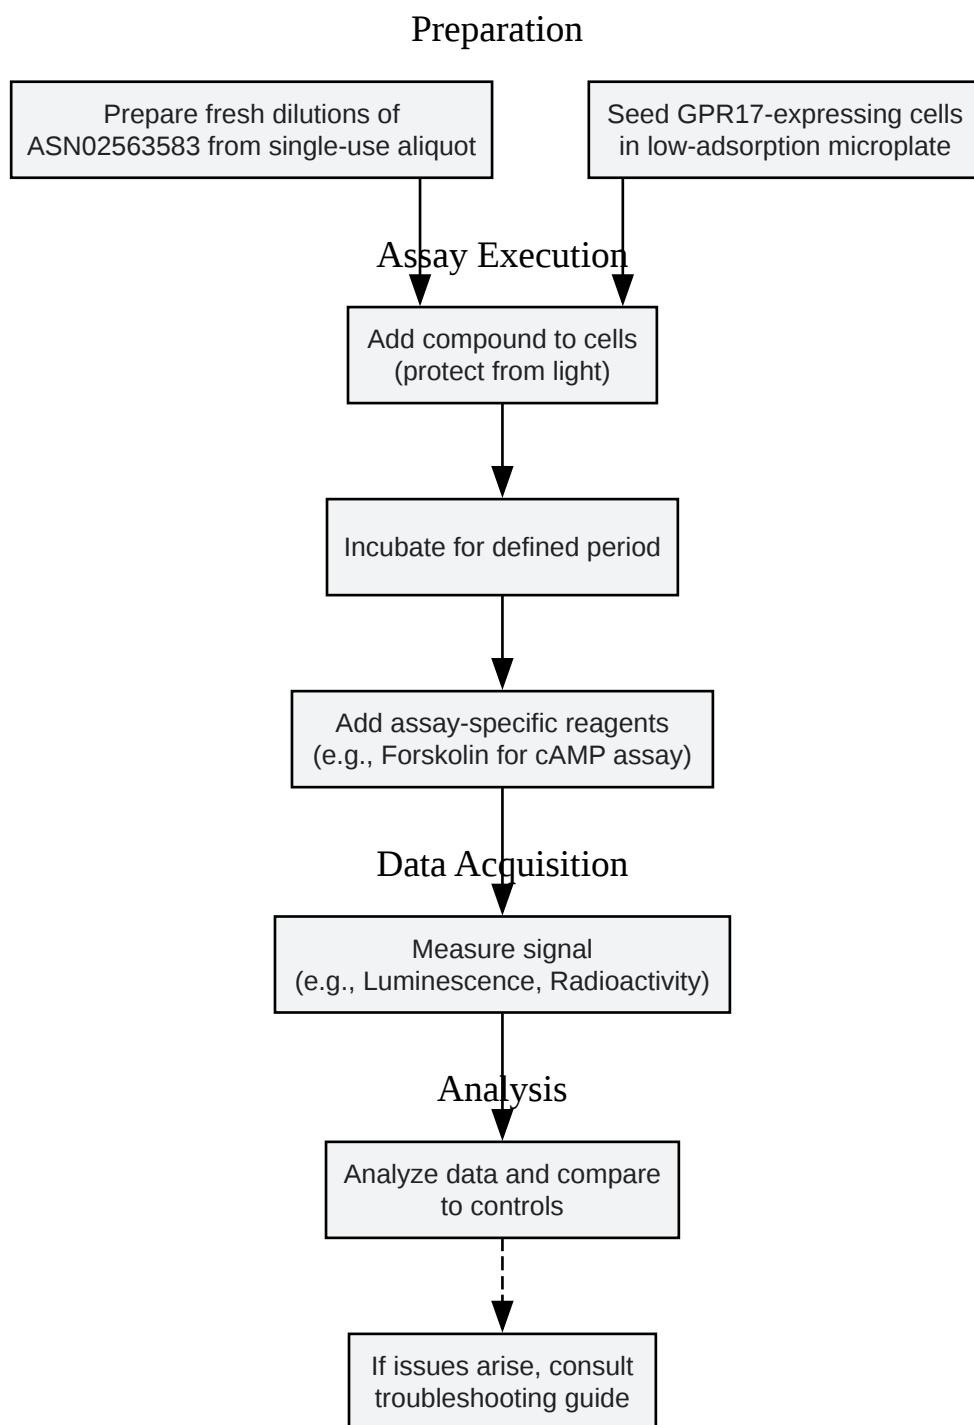 Preparation
Prepare fresh dilutions of
ASN02563583 from single-use aliquot
Seed GPR17-expressing cells
in low-adsorption microplate
Assay Execution
Add compound to cells
(protect from light)
Incubate for defined period
Add assay-specific reagents
(e.g., Forskolin for cAMP assay)
Data Acquisition
Measure signal
(e.g., Luminescence, Radioactivity)
Analysis
Analyze data and compare
to controls
If issues arise, consult
troubleshooting guide